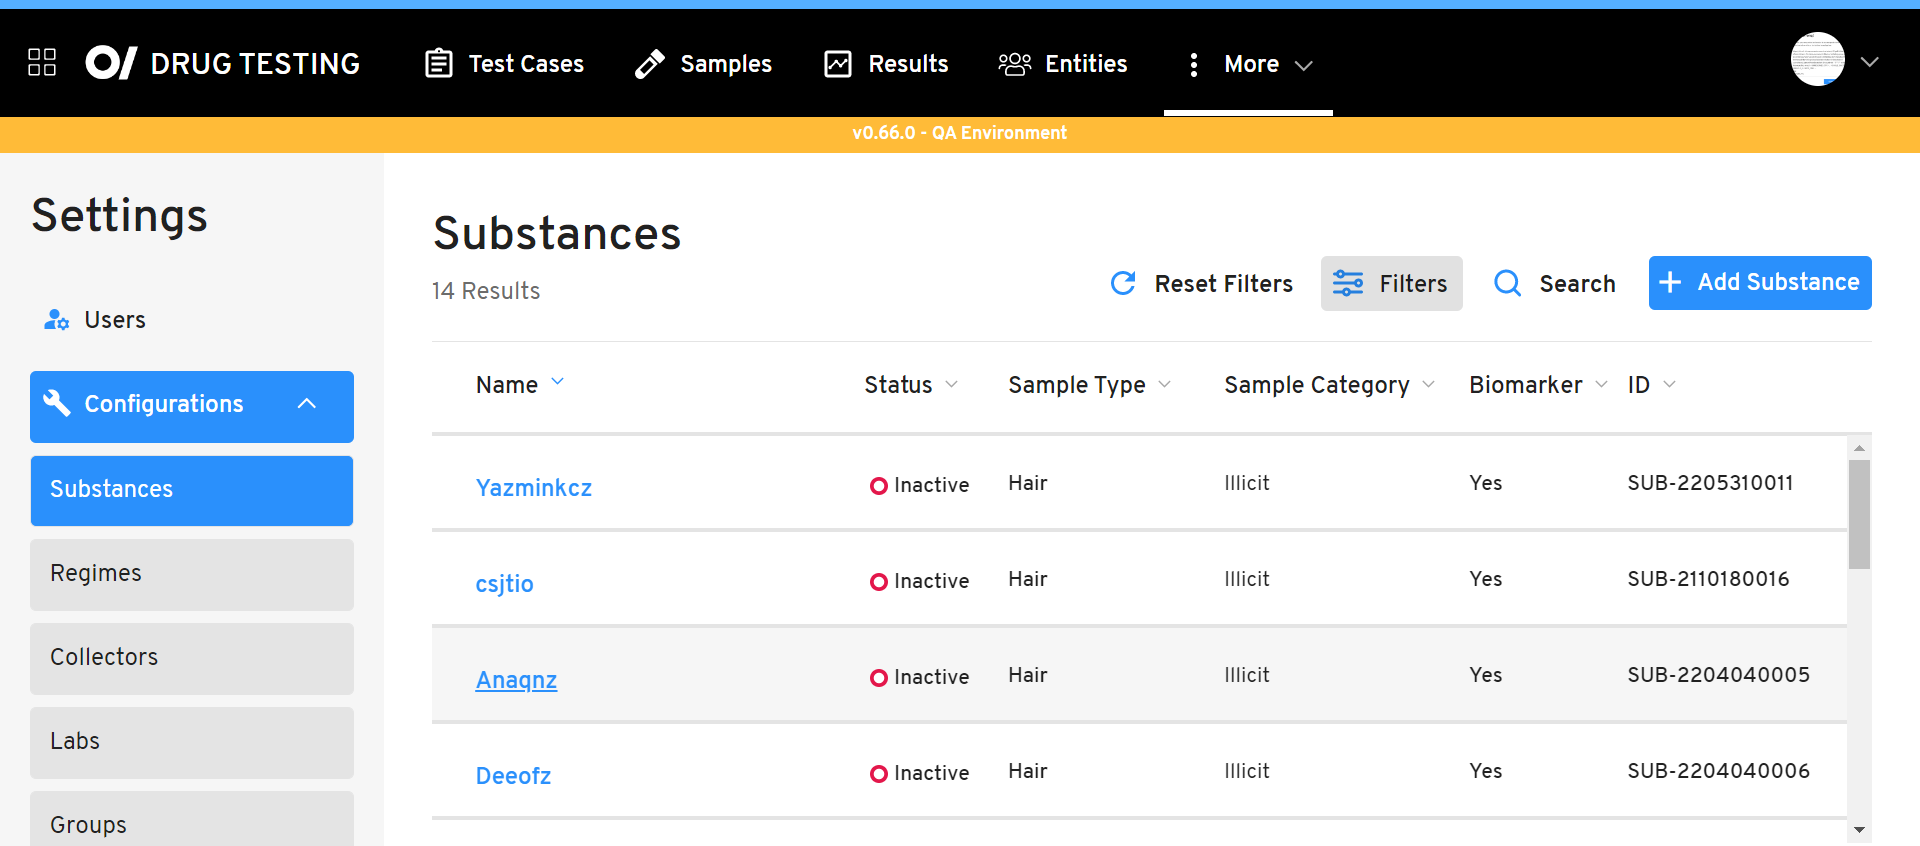 DRUG TESTING
Test Cases
Samples
Results
Entities
More
v0.66.0 - QA Environment
Settings
Users
Configurations
Substances
Regimes
Collectors
Labs
Groups
Substances
14 Results
Reset Filters
Filters
Search
Add Substance
Name Status Sample Type Sample Category Biomarker ID
Yazminkcz Inactive Hair Illicit Yes SUB-2205310011
csjtio Inactive Hair Illicit Yes SUB-2110180016
Anaqnz Inactive Hair Illicit Yes SUB-2204040005
Deeofz Inactive Hair Illicit Yes SUB-2204040006